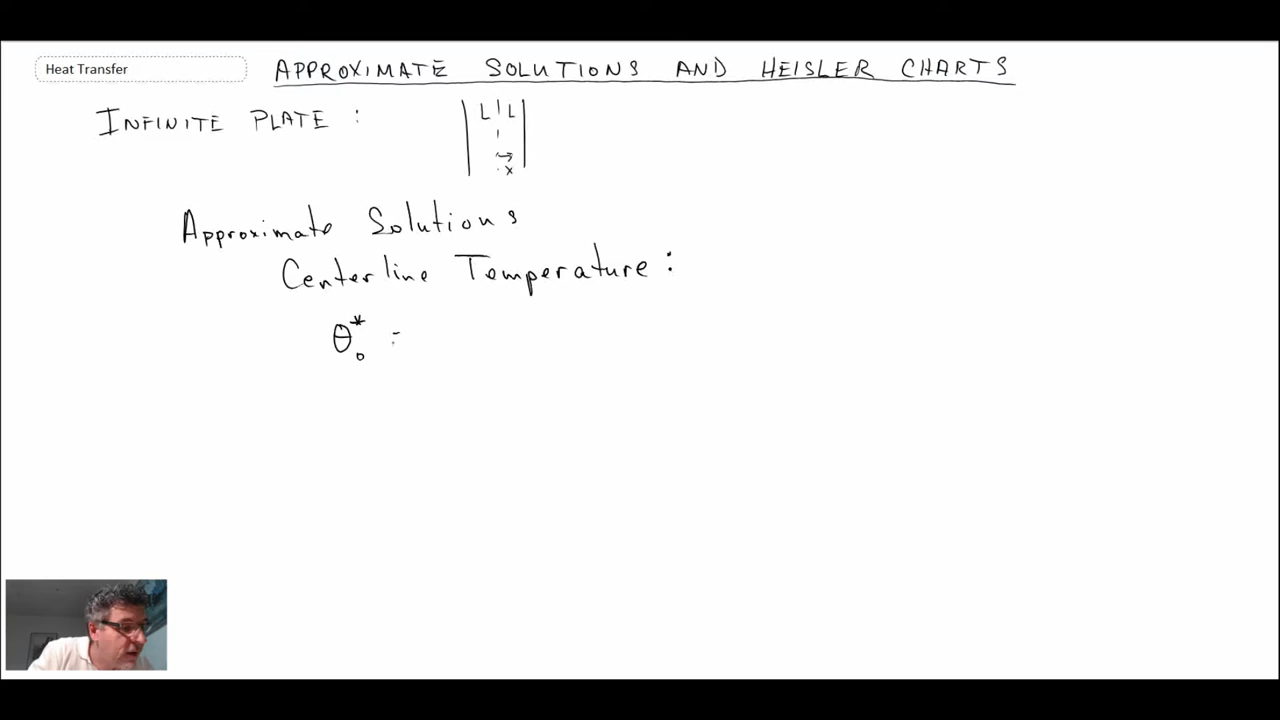 Heat Transfer
APPROXIMATE SOLUTIONS AND HEISLER CHARTS
INFINITE PLATE :
L L
x
Approximate Solutions
Centerline Temperature :
θ*₀ =